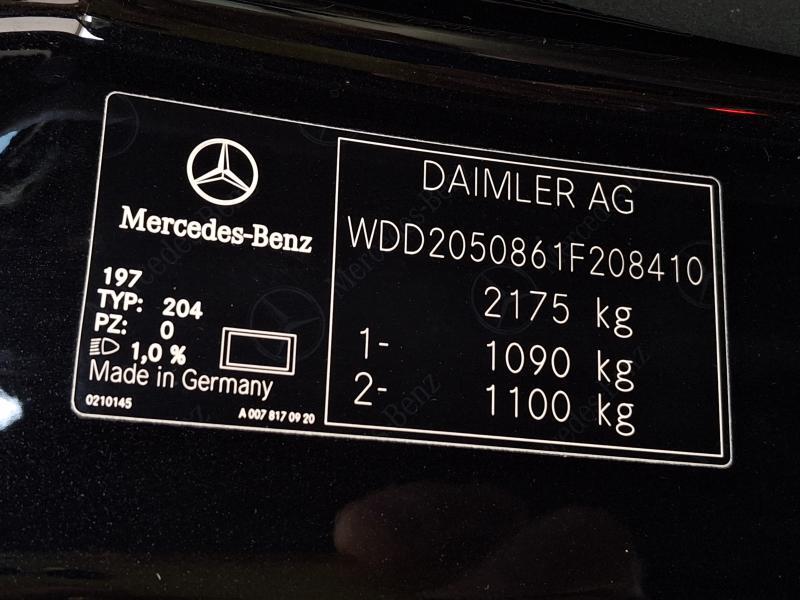 Mercedes-Benz
197
TYP: 204
PZ: 0
1,0 %
Made in Germany
0210145
A 007 817 09 20
DAIMLER AG
WDD2050861F208410
2175 kg
1- 1090 kg
2- 1100 kg